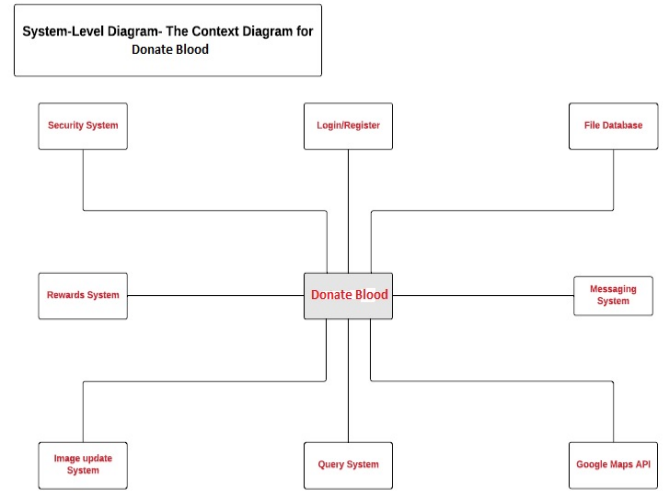 System-Level Diagram- The Context Diagram for
Donate Blood
Security System
Login/Register
File Database
Rewards System
Donate Blood
Messaging
System
Image update
System
Query System
Google Maps API